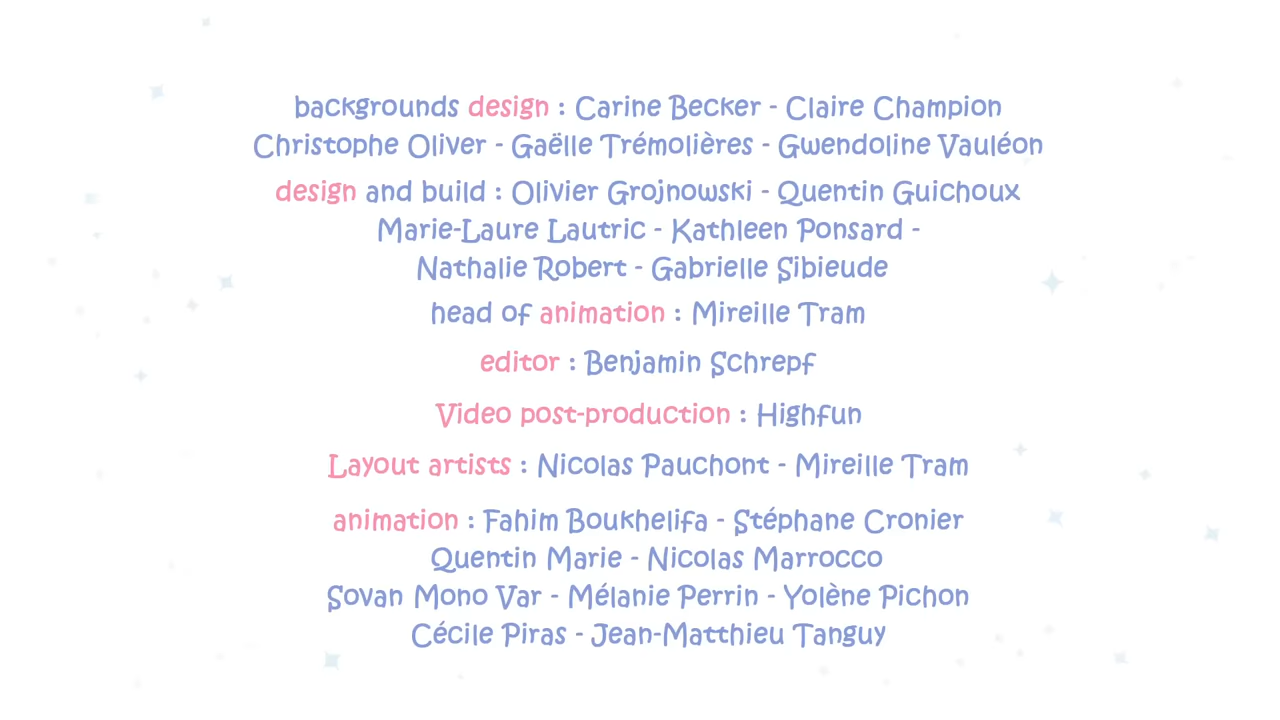 backgrounds design : Carine Becker - Claire Champion
Christophe Oliver - Gaëlle Trémolières - Gwendoline Vauléon
design and build : Olivier Grojnowski - Quentin Guichoux
Marie-Laure Lautric - Kathleen Ponsard -
Nathalie Robert - Gabrielle Sibieude
head of animation : Mireille Tram
editor : Benjamin Schrepf
Video post-production : Highfun
Layout artists : Nicolas Pauchont - Mireille Tram
animation : Fahim Boukhelifa - Stéphane Cronier
Quentin Marie - Nicolas Marrocco
Sovan Mono Var - Mélanie Perrin - Yolène Pichon
Cécile Piras - Jean-Matthieu Tanguy